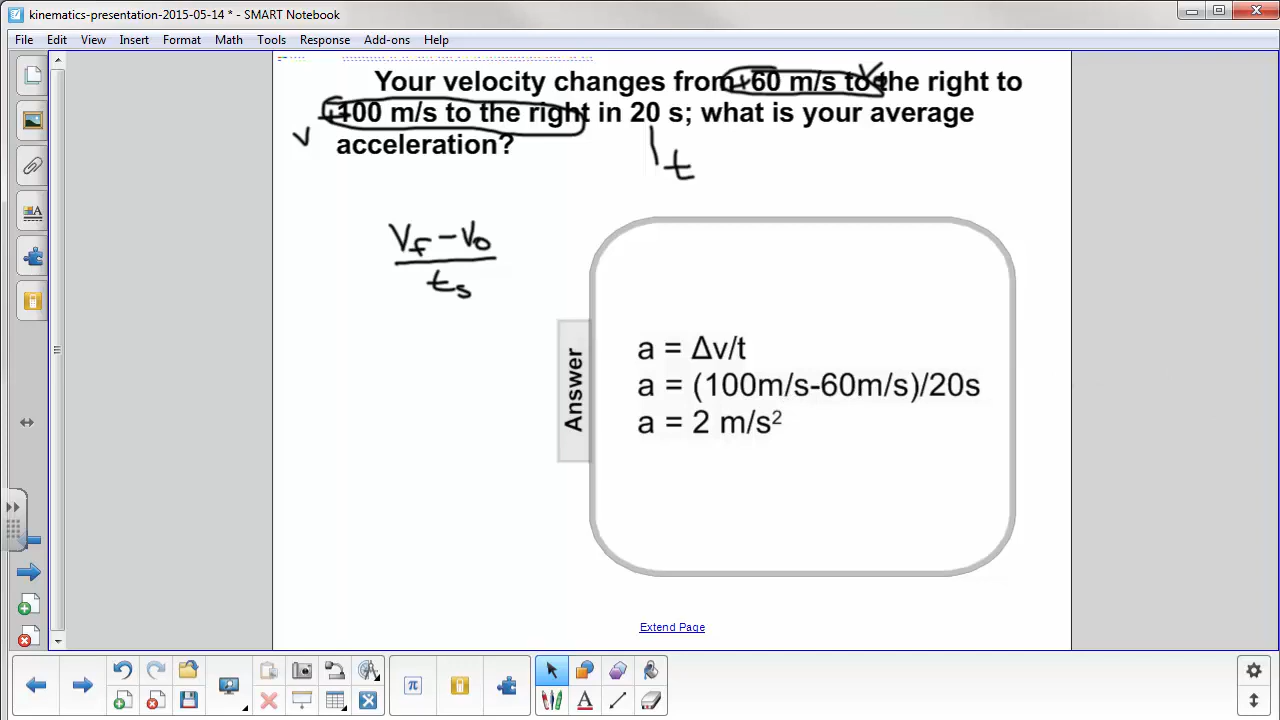 kinematics-presentation-2015-05-14 * - SMART Notebook
File Edit View Insert Format Math Tools Response Add-ons Help
Your velocity changes from +60 m/s to the right to
+100 m/s to the right in 20 s; what is your average
v
acceleration?
t
Vf - Vo
ts
Answer
a = Δv/t
a = (100m/s-60m/s)/20s
a = 2 m/s²
Extend Page
π
A